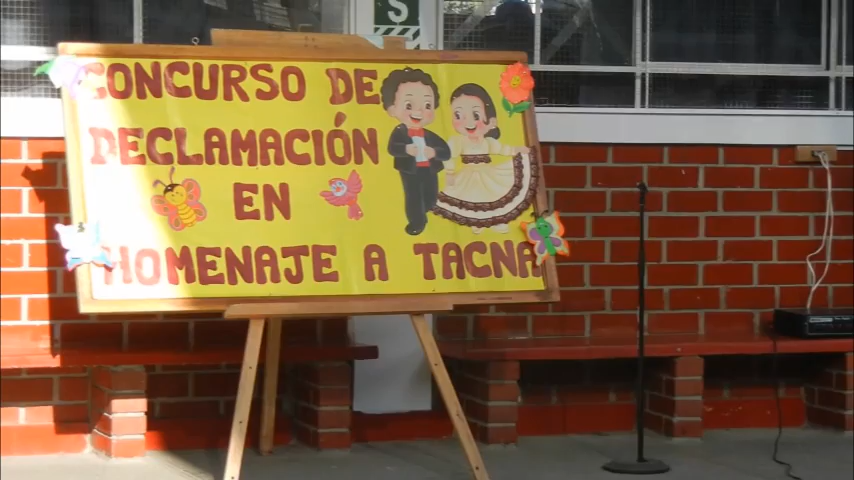 S
CONCURSO DE
DECLAMACIÓN
EN
HOMENAJE A TACNA